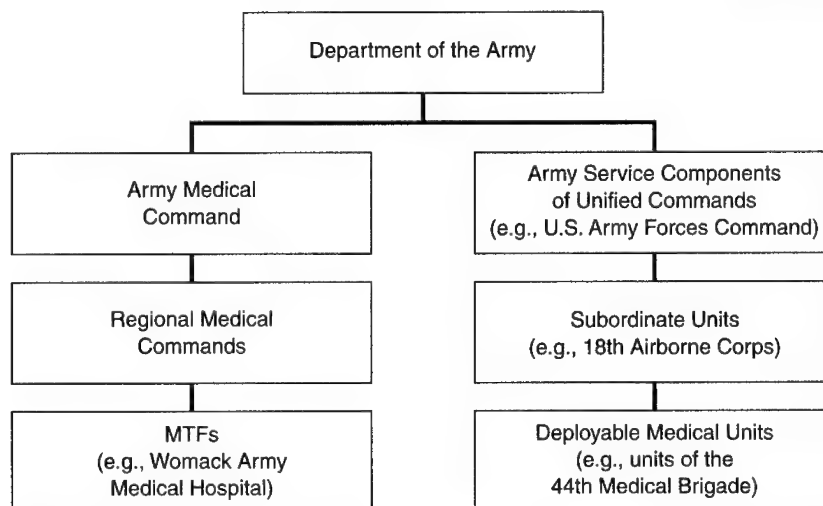 Department of the Army
Army Medical
Command
Army Service Components
of Unified Commands
(e.g., U.S. Army Forces Command)
Regional Medical
Commands
Subordinate Units
(e.g., 18th Airborne Corps)
MTFs
(e.g., Womack Army
Medical Hospital)
Deployable Medical Units
(e.g., units of the
44th Medical Brigade)